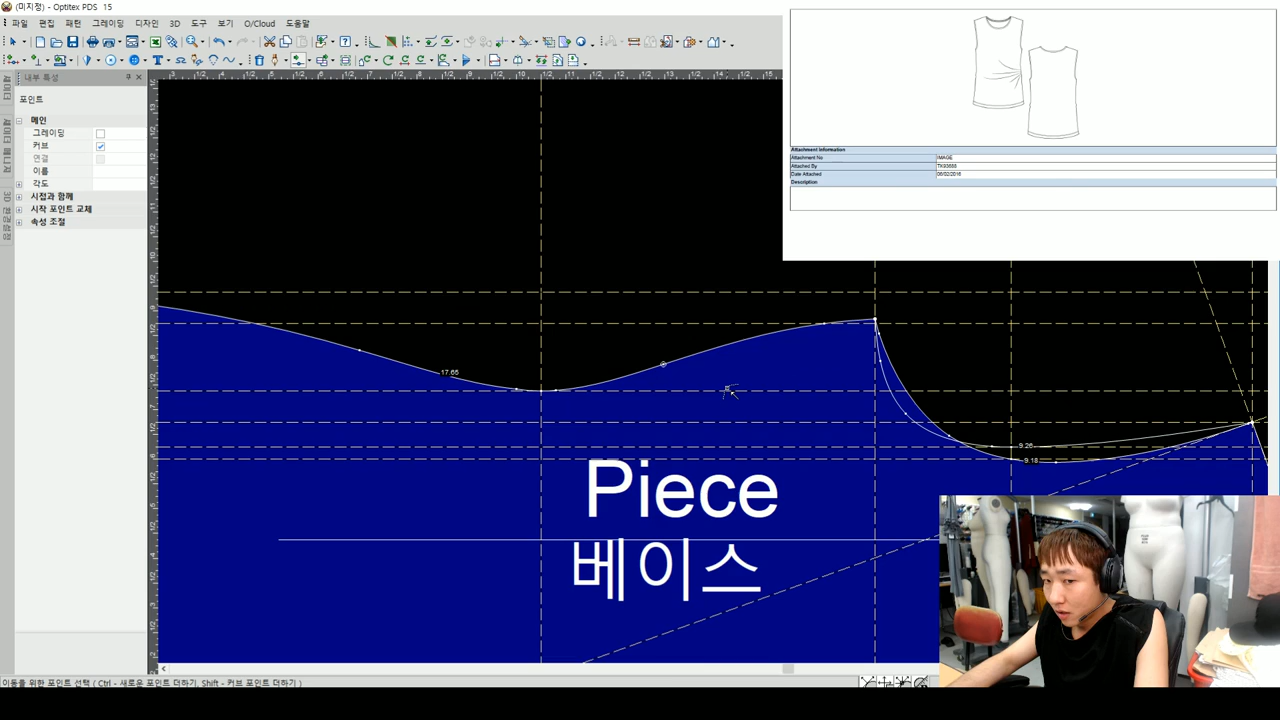 (미지정) - Optitex PDS 15
파일 편집 패턴 그레이딩 디자인 3D 도구 보기 O/Cloud 도움말
내부 특성
포인트
메인
그레이딩
커브
연결
이름
각도
시점과 함께
시작 포인트 교체
속성 조절
Attachment Information
Attachment No IMAGE
Attached By
Date Attached 06/02/2016
Description
17.65
9.26
9.18
Piece
베이스
이동을 위한 포인트 선택 ( Ctrl - 새로운 포인트 더하기, Shift - 커브 포인트 더하기 )